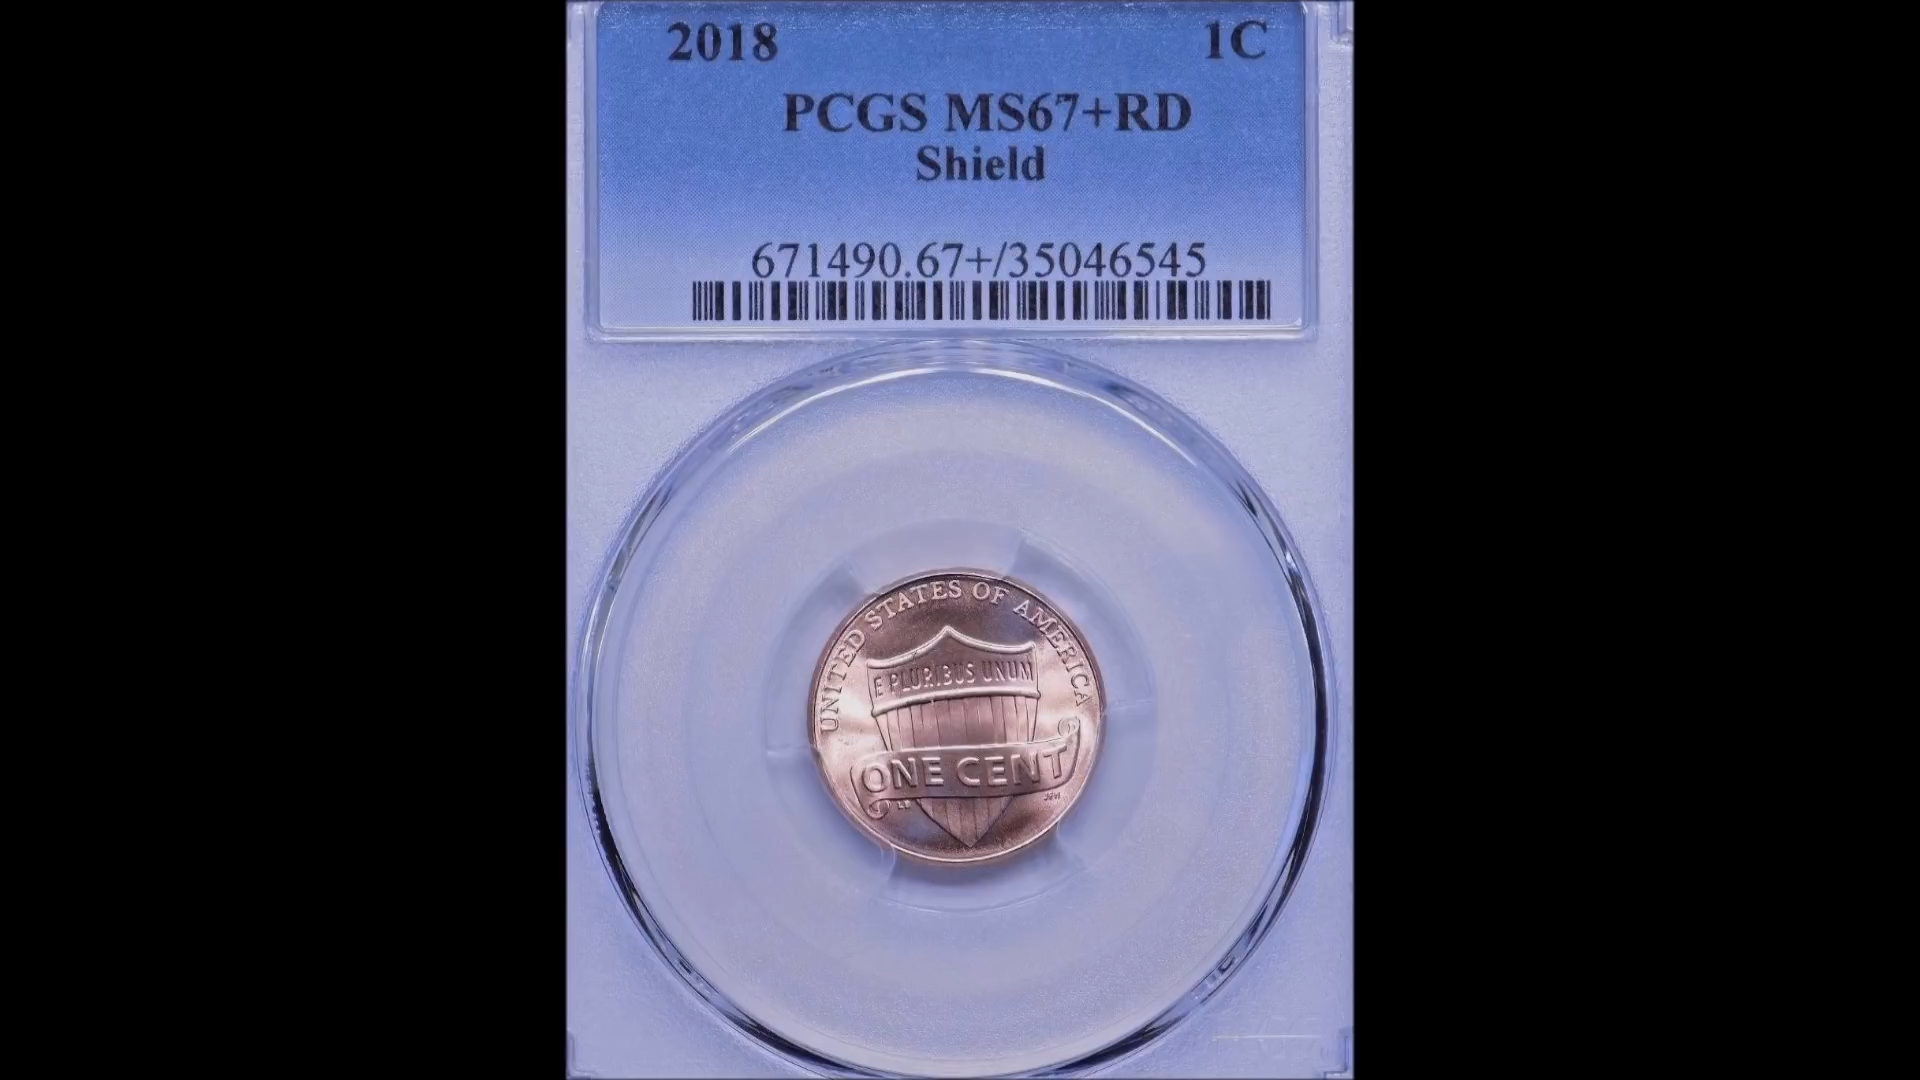 2018 1C
PCGS MS67+RD
Shield
671490.67+/35046545
UNITED STATES OF AMERICA
E PLURIBUS UNUM
ONE CENT